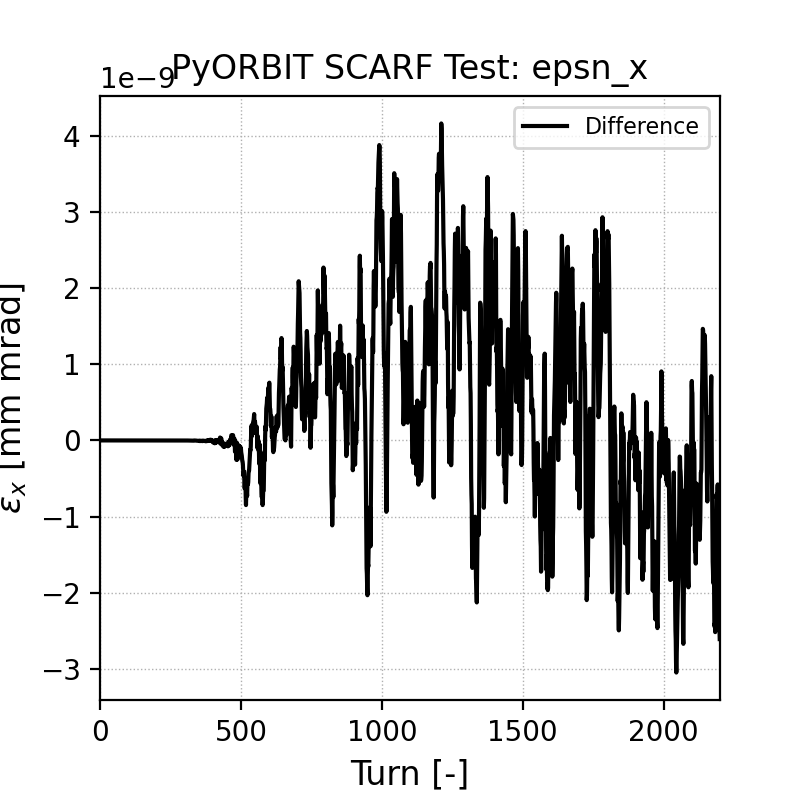 PyORBIT SCARF Test: epsn_x
1e−9
Difference
4
3
2
1
0
−1
−2
−3
εx [mm mrad]
0 500 1000 1500 2000
Turn [-]